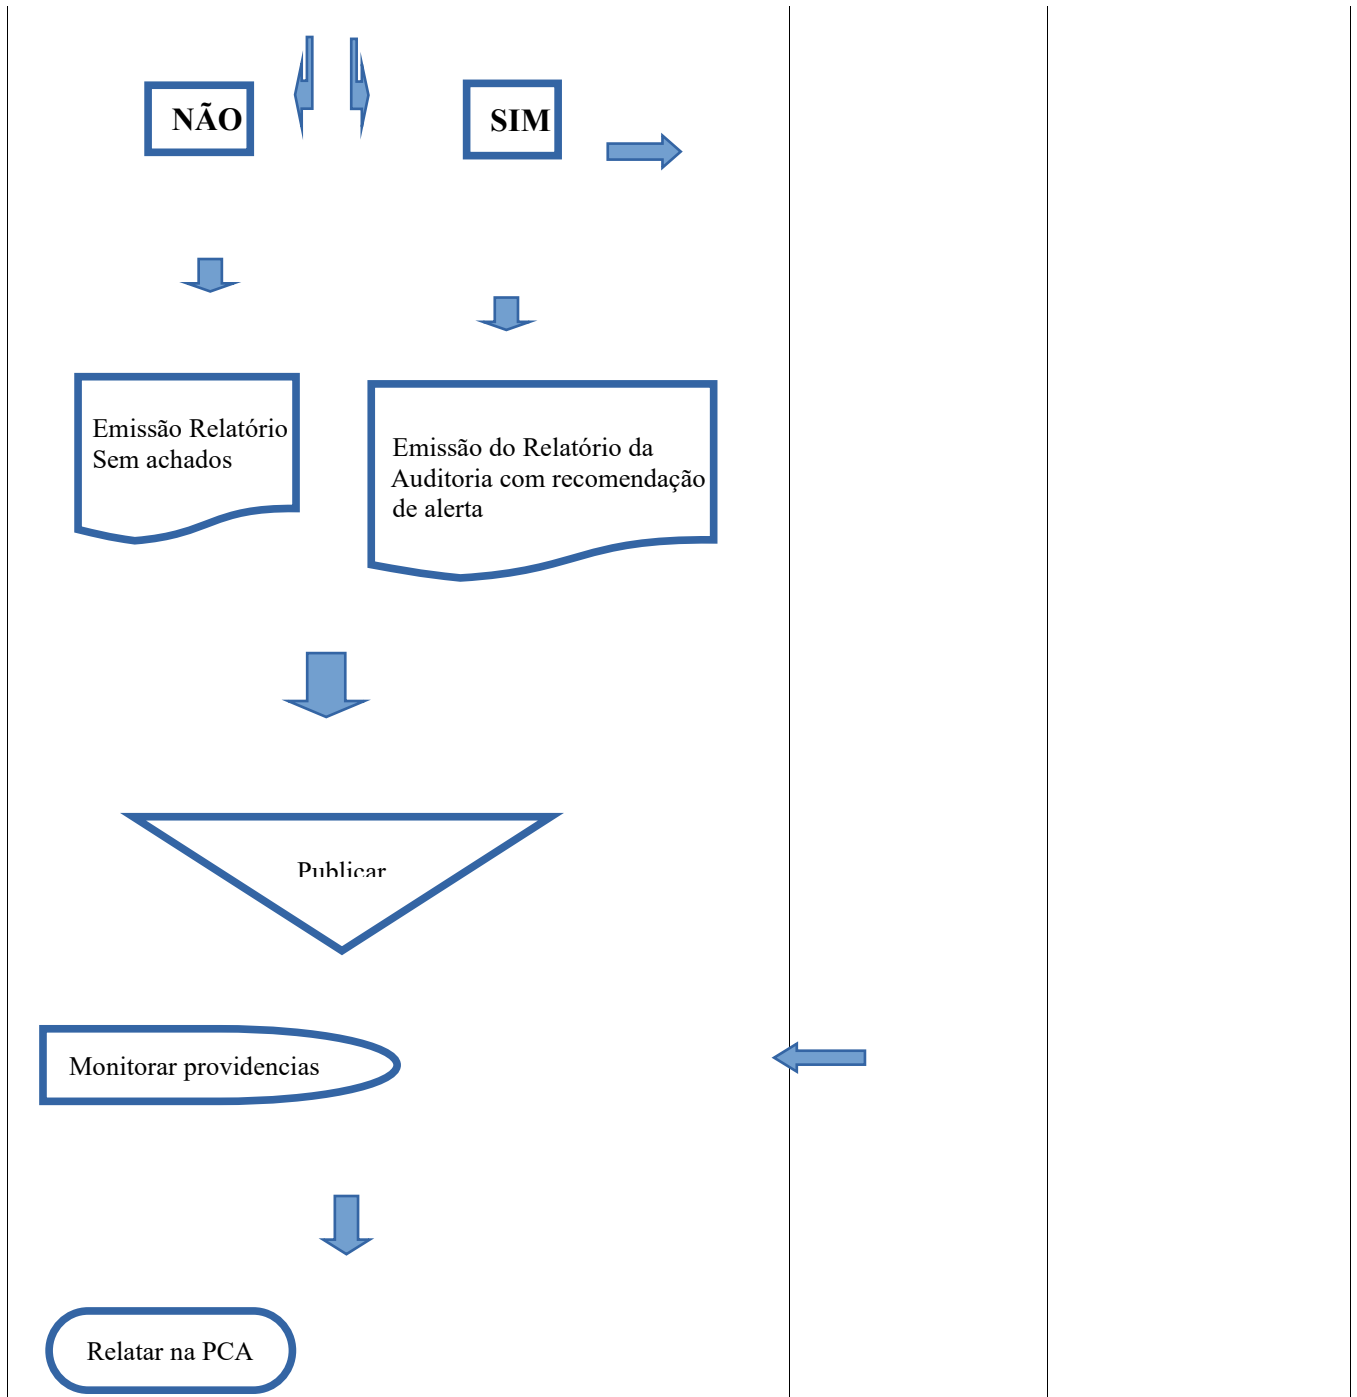 NÃO
SIM
Emissão Relatório
Sem achados
Emissão do Relatório da
Auditoria com recomendação
de alerta
Publicar
Monitorar providencias
Relatar na PCA